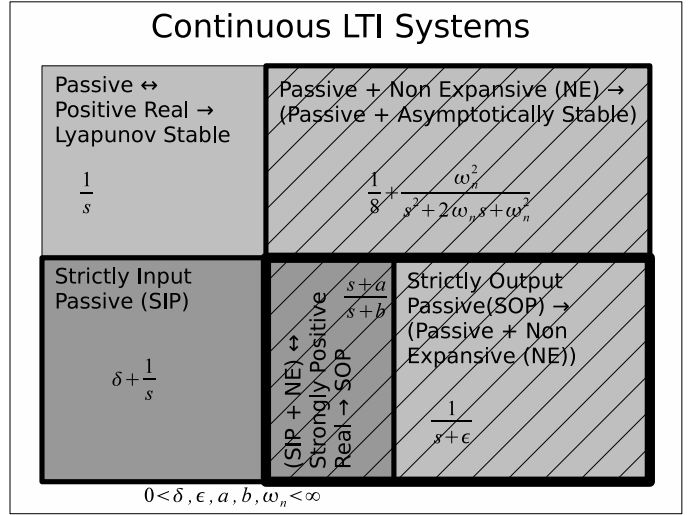 Continuous LTI Systems
Passive ↔
Positive Real →
Lyapunov Stable
1/s
Passive + Non Expansive (NE) →
(Passive + Asymptotically Stable)
1/8 + ω_n^2/(s^2+2ω_n s+ω_n^2)
Strictly Input
Passive (SIP)
δ+1/s
(SIP + NE) ↔
Strongly Positive
Real → SOP
(s+a)/(s+b)
Strictly Output
Passive(SOP) →
(Passive + Non
Expansive (NE))
1/(s+ϵ)
0<δ,ϵ,a,b,ω_n<∞